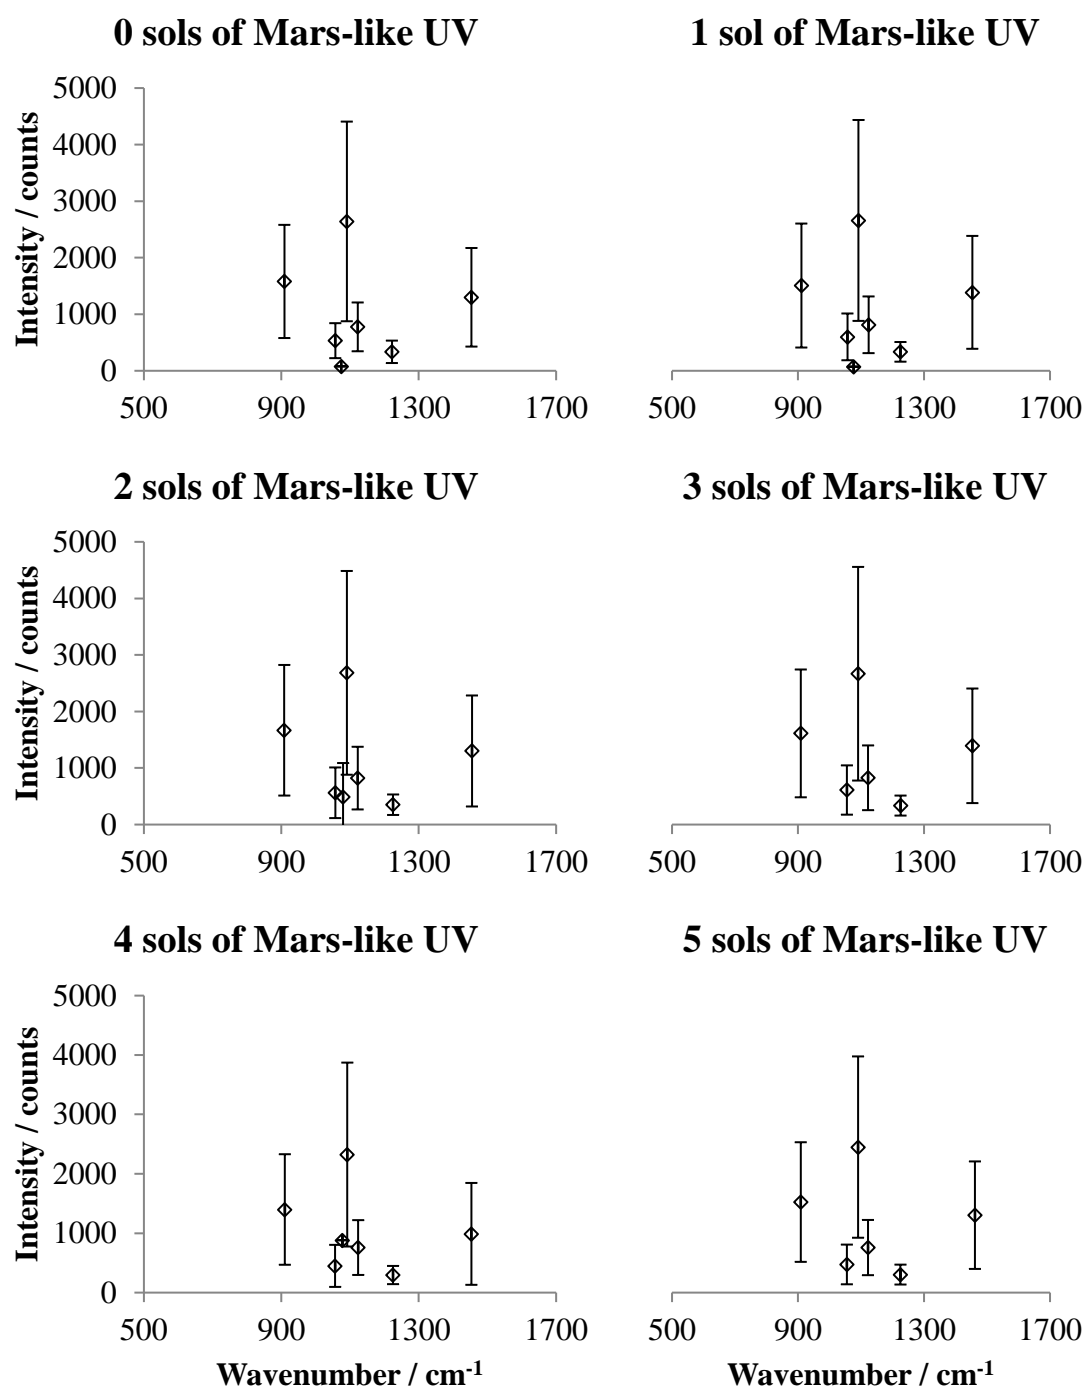 0 sols of Mars-like UV
1 sol of Mars-like UV
5000
4000
3000
2000
1000
0
Intensity / counts
500 900 1300 1700
500 900 1300 1700
2 sols of Mars-like UV
3 sols of Mars-like UV
5000
4000
3000
2000
1000
0
Intensity / counts
500 900 1300 1700
500 900 1300 1700
4 sols of Mars-like UV
5 sols of Mars-like UV
5000
4000
3000
2000
1000
0
Intensity / counts
500 900 1300 1700
500 900 1300 1700
Wavenumber / cm⁻¹
Wavenumber / cm⁻¹